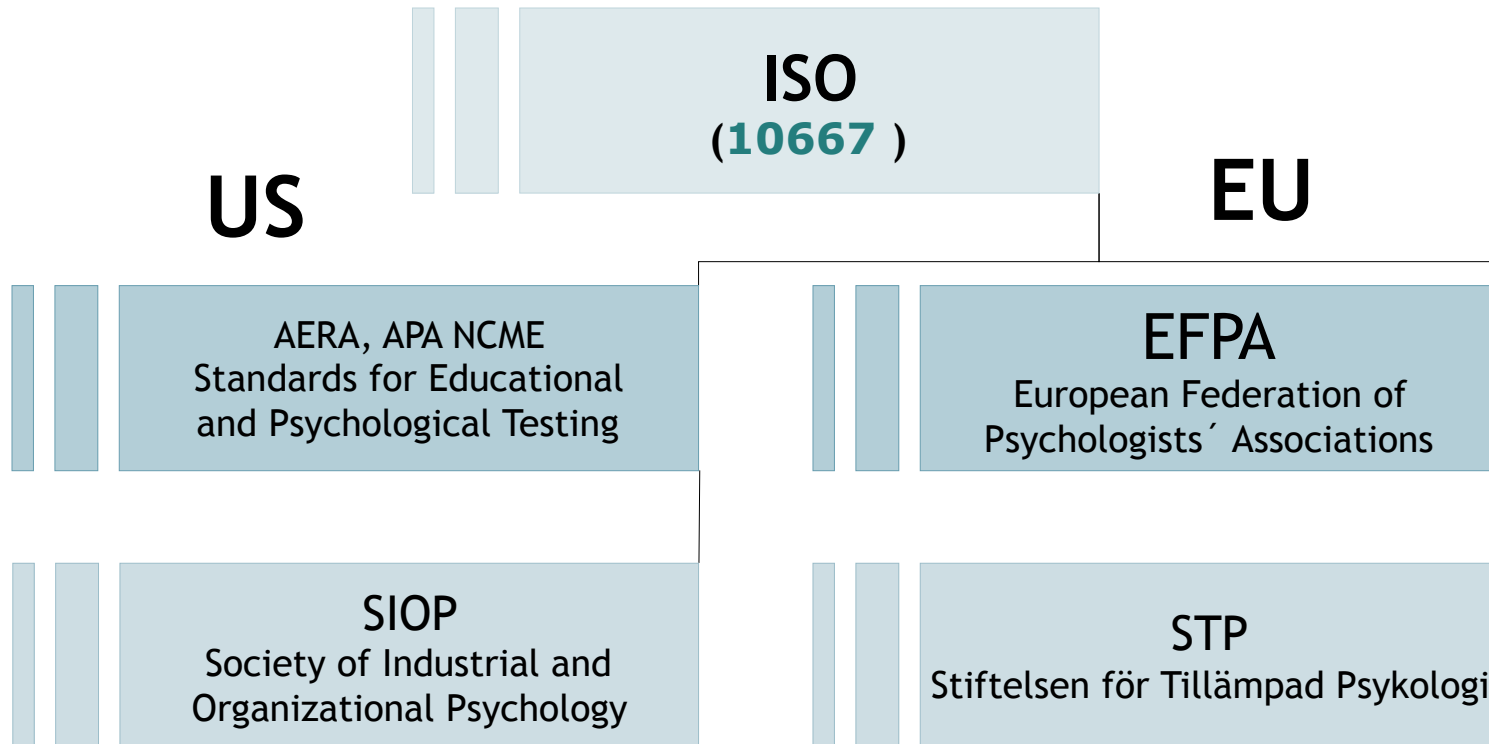 ISO
(10667 )
US
EU
AERA, APA NCME
Standards for Educational
and Psychological Testing
EFPA
European Federation of
Psychologists´ Associations
SIOP
Society of Industrial and
Organizational Psychology
STP
Stiftelsen för Tillämpad Psykologi